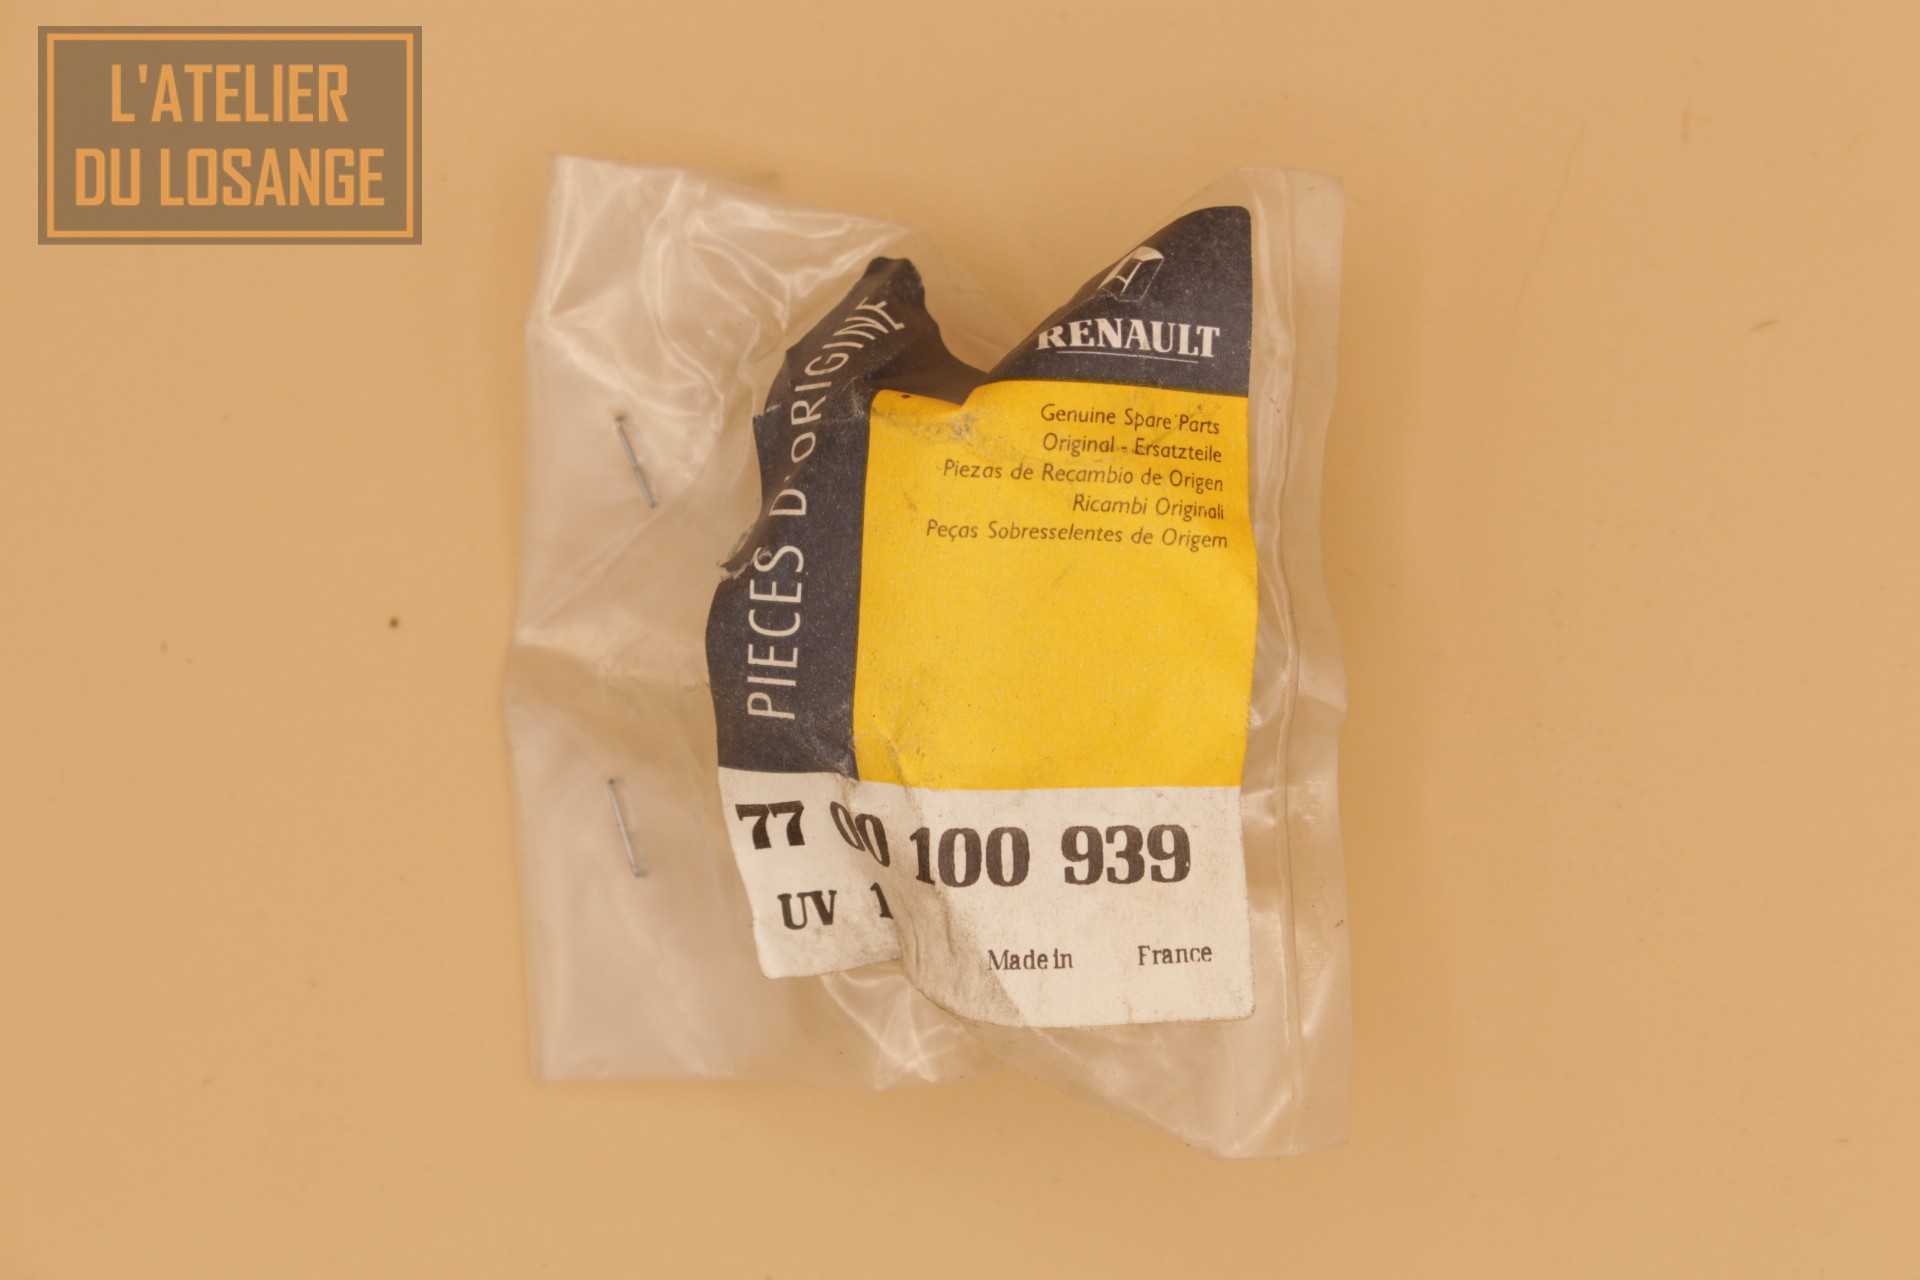 L'ATELIER
DU LOSANGE
RENAULT
PIECES D'ORIGINE
Genuine Spare Parts
Original - Ersatzteile
Piezas de Recambio de Origen
Ricambi Originali
Peças Sobresselentes de Origem
77 00 100 939
UV 1
Made in France